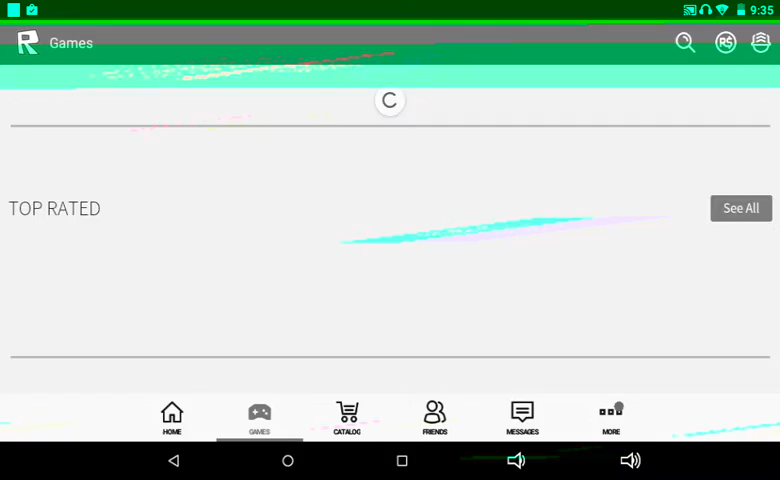 9:35
Games
R$
TOP RATED
See All
HOME
GAMES
CATALOG
FRIENDS
MESSAGES
MORE